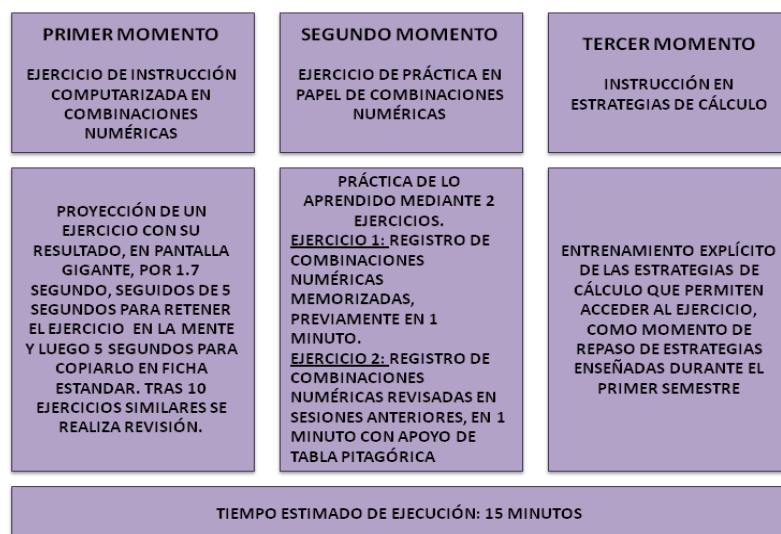 PRIMER MOMENTO
EJERCICIO DE INSTRUCCIÓN
COMPUTARIZADA EN
COMBINACIONES
NUMÉRICAS
SEGUNDO MOMENTO
EJERCICIO DE PRÁCTICA EN
PAPEL DE COMBINACIONES
NUMÉRICAS
TERCER MOMENTO
INSTRUCCIÓN EN
ESTRATEGIAS DE CÁLCULO
PROYECCIÓN DE UN
EJERCICIO CON SU
RESULTADO, EN PANTALLA
GIGANTE, POR 1.7
SEGUNDO, SEGUIDOS DE 5
SEGUNDOS PARA RETENER
EL EJERCICIO EN LA MENTE
Y LUEGO 5 SEGUNDOS PARA
COPIARLO EN FICHA
ESTANDAR. TRAS 10
EJERCICIOS SIMILARES SE
REALIZA REVISIÓN.
PRÁCTICA DE LO
APRENDIDO MEDIANTE 2
EJERCICIOS.
EJERCICIO 1: REGISTRO DE
COMBINACIONES
NUMÉRICAS
MEMORIZADAS,
PREVIAMENTE EN 1
MINUTO.
EJERCICIO 2: REGISTRO DE
COMBINACIONES
NUMÉRICAS REVISADAS EN
SESIONES ANTERIORES, EN 1
MINUTO CON APOYO DE
TABLA PITAGÓRICA
ENTRENAMIENTO EXPLÍCITO
DE LAS ESTRATEGIAS DE
CÁLCULO QUE PERMITEN
ACCEDER AL EJERCICIO,
COMO MOMENTO DE
REPASO DE ESTRATEGIAS
ENSEÑADAS DURANTE EL
PRIMER SEMESTRE
TIEMPO ESTIMADO DE EJECUCIÓN: 15 MINUTOS